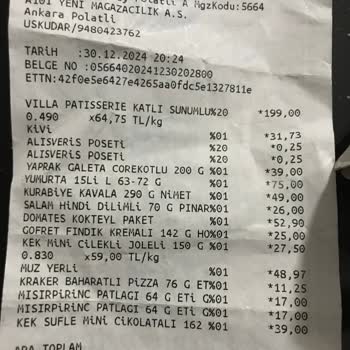 Polatlı A MgzKodu:5664
A101 YENİ MAGAZACILIK A.S.
Ankara Polatli
USKUDAR/9480423762
TARiH :30.12.2024 20:24
BELGE NO :05664020241230202800
ETTN:42f0e5e6427e4265aa0fdc5e1327811e
VILLA PATISSERIE KATLI SUNUMLU%20 *199,00
0.490 x64,75 TL/kg
KiVi %01 *31,73
ALISVERiS POSETi %20 *0,25
ALISVERiS POSETi %20 *0,25
YAPRAK GALETA COREKOTLU 200 G %01 *39,00
YUMURTA 15Li L 63-72 G %01 *75,00
KURABiYE KAVALA 290 G NiMET %01 *49,00
SALAM HiNDi DiLiMLi 70 G PINAR%01 *26,00
DOMATES KOKTEYL PAKET %01 *52,90
GOFRET FINDIK KREMALI 142 G HO%01 *25,00
KEK MiNi CiLEKLi JOLELi 150 G %01 *27,50
0.830 x59,00 TL/kg
MUZ YERLi %01 *48,97
KRAKER BAHARATLI PiZZA 76 G ET%01 *11,25
MISIRPiRiNC PATLAGI 64 G ETi G%01 *17,00
MISIRPiRiNC PATLAGI 64 G ETi G%01 *17,00
KEK SUFLE MiNi CiKOLATALI 162 %01 *39,00
ARA TOPLAM